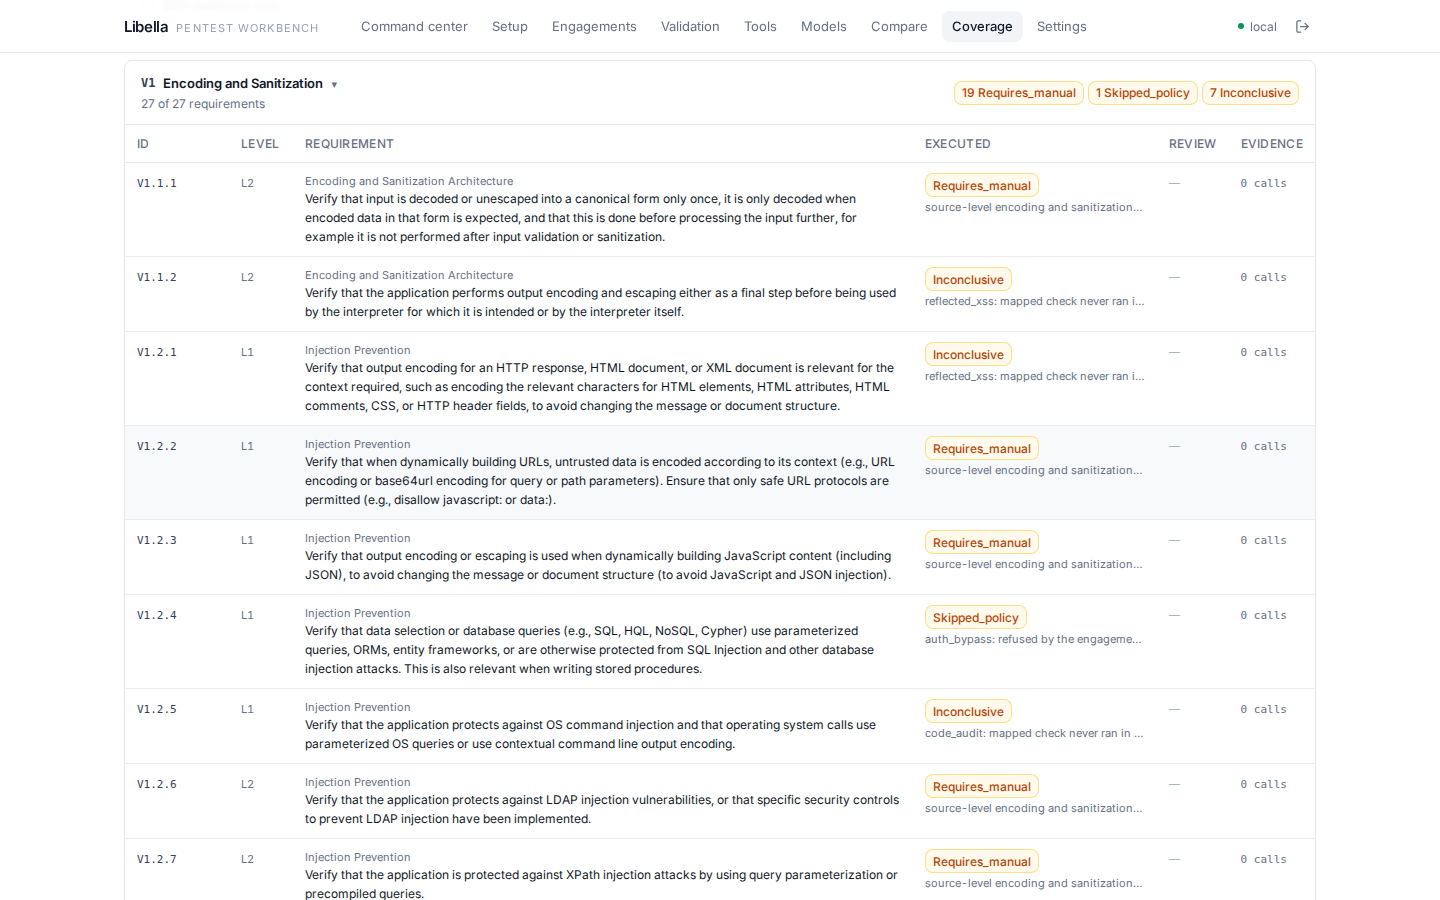 Libella PENTEST WORKBENCH Command center Setup Engagements Validation Tools Models Compare Coverage Settings local
V1 Encoding and Sanitization ▾
27 of 27 requirements
19 Requires_manual 1 Skipped_policy 7 Inconclusive
ID LEVEL REQUIREMENT EXECUTED REVIEW EVIDENCE
V1.1.1 L2 Encoding and Sanitization Architecture Requires_manual — 0 calls
Verify that input is decoded or unescaped into a canonical form only once, it is only decoded when
encoded data in that form is expected, and that this is done before processing the input further, for
example it is not performed after input validation or sanitization.
source-level encoding and sanitization...
V1.1.2 L2 Encoding and Sanitization Architecture Inconclusive — 0 calls
Verify that the application performs output encoding and escaping either as a final step before being used
by the interpreter for which it is intended or by the interpreter itself.
reflected_xss: mapped check never ran i...
V1.2.1 L1 Injection Prevention Inconclusive — 0 calls
Verify that output encoding for an HTTP response, HTML document, or XML document is relevant for the
context required, such as encoding the relevant characters for HTML elements, HTML attributes, HTML
comments, CSS, or HTTP header fields, to avoid changing the message or document structure.
reflected_xss: mapped check never ran i...
V1.2.2 L1 Injection Prevention Requires_manual — 0 calls
Verify that when dynamically building URLs, untrusted data is encoded according to its context (e.g., URL
encoding or base64url encoding for query or path parameters). Ensure that only safe URL protocols are
permitted (e.g., disallow javascript: or data:).
source-level encoding and sanitization...
V1.2.3 L1 Injection Prevention Requires_manual — 0 calls
Verify that output encoding or escaping is used when dynamically building JavaScript content (including
JSON), to avoid changing the message or document structure (to avoid JavaScript and JSON injection).
source-level encoding and sanitization...
V1.2.4 L1 Injection Prevention Skipped_policy — 0 calls
Verify that data selection or database queries (e.g., SQL, HQL, NoSQL, Cypher) use parameterized
queries, ORMs, entity frameworks, or are otherwise protected from SQL Injection and other database
injection attacks. This is also relevant when writing stored procedures.
auth_bypass: refused by the engageme...
V1.2.5 L1 Injection Prevention Inconclusive — 0 calls
Verify that the application protects against OS command injection and that operating system calls use
parameterized OS queries or use contextual command line output encoding.
code_audit: mapped check never ran in ...
V1.2.6 L2 Injection Prevention Requires_manual — 0 calls
Verify that the application protects against LDAP injection vulnerabilities, or that specific security controls
to prevent LDAP injection have been implemented.
source-level encoding and sanitization...
V1.2.7 L2 Injection Prevention Requires_manual — 0 calls
Verify that the application is protected against XPath injection attacks by using query parameterization or
precompiled queries.
source-level encoding and sanitization...